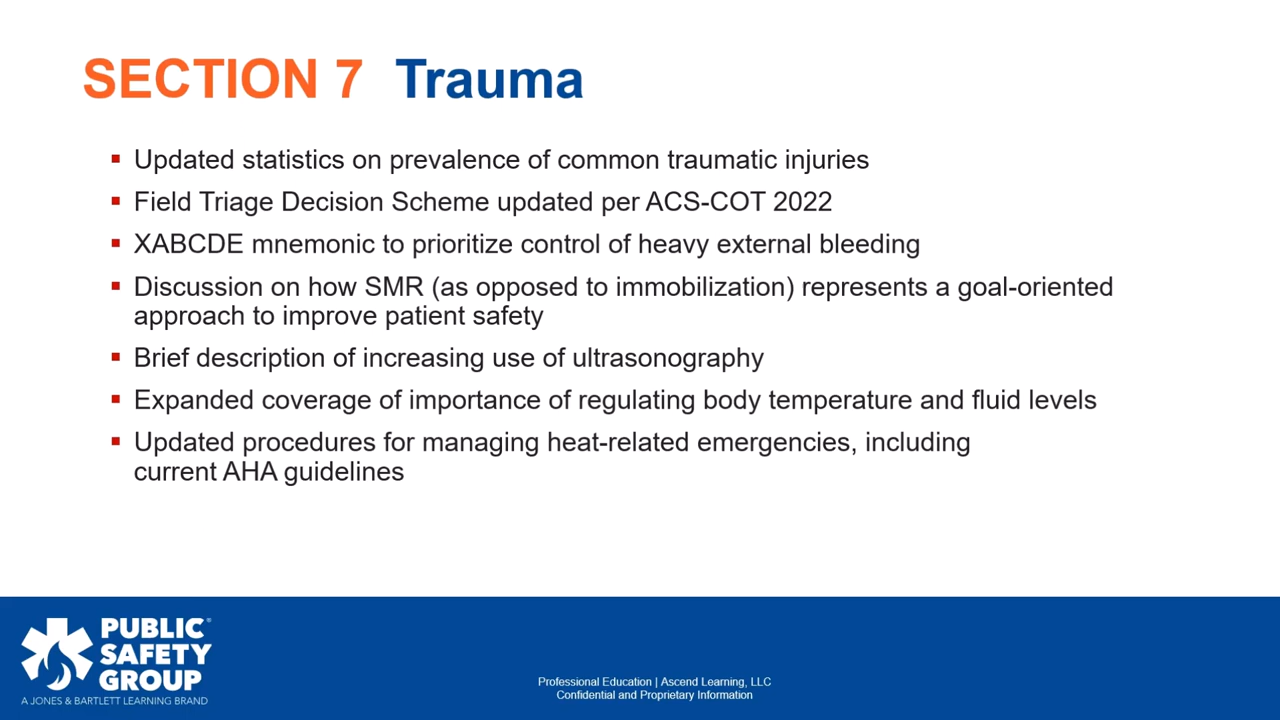 SECTION 7 Trauma
Updated statistics on prevalence of common traumatic injuries
Field Triage Decision Scheme updated per ACS-COT 2022
XABCDE mnemonic to prioritize control of heavy external bleeding
Discussion on how SMR (as opposed to immobilization) represents a goal-oriented
approach to improve patient safety
Brief description of increasing use of ultrasonography
Expanded coverage of importance of regulating body temperature and fluid levels
Updated procedures for managing heat-related emergencies, including
current AHA guidelines
PUBLIC®
SAFETY
GROUP
A JONES & BARTLETT LEARNING BRAND
Professional Education | Ascend Learning, LLC
Confidential and Proprietary Information